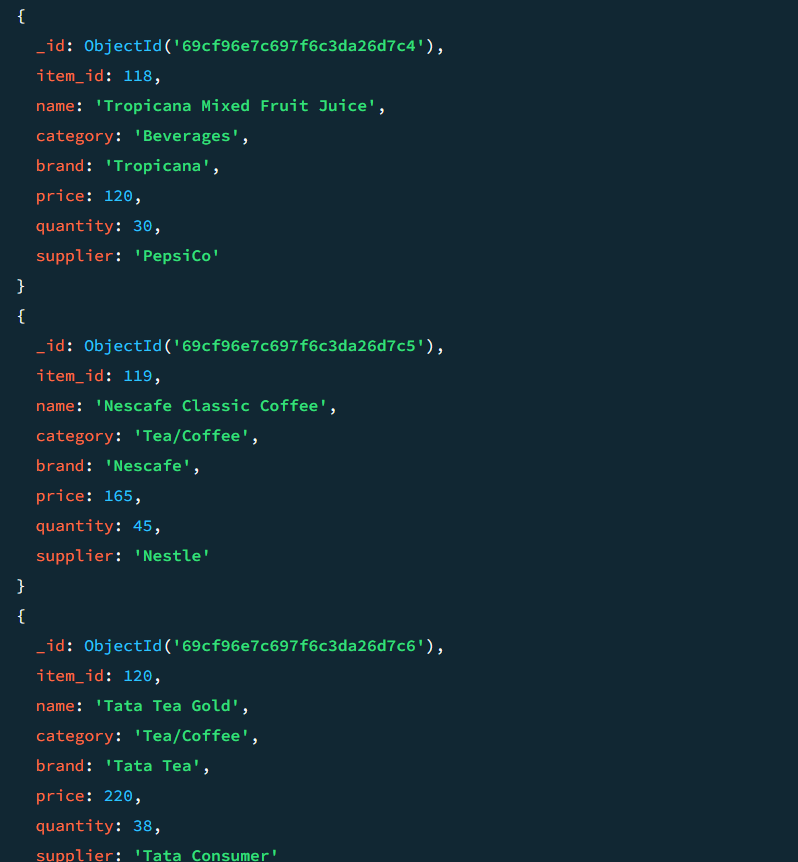 {
_id: ObjectId('69cf96e7c697f6c3da26d7c4'),
item_id: 118,
name: 'Tropicana Mixed Fruit Juice',
category: 'Beverages',
brand: 'Tropicana',
price: 120,
quantity: 30,
supplier: 'PepsiCo'
}
{
_id: ObjectId('69cf96e7c697f6c3da26d7c5'),
item_id: 119,
name: 'Nescafe Classic Coffee',
category: 'Tea/Coffee',
brand: 'Nescafe',
price: 165,
quantity: 45,
supplier: 'Nestle'
}
{
_id: ObjectId('69cf96e7c697f6c3da26d7c6'),
item_id: 120,
name: 'Tata Tea Gold',
category: 'Tea/Coffee',
brand: 'Tata Tea',
price: 220,
quantity: 38,
supplier: 'Tata Consumer'